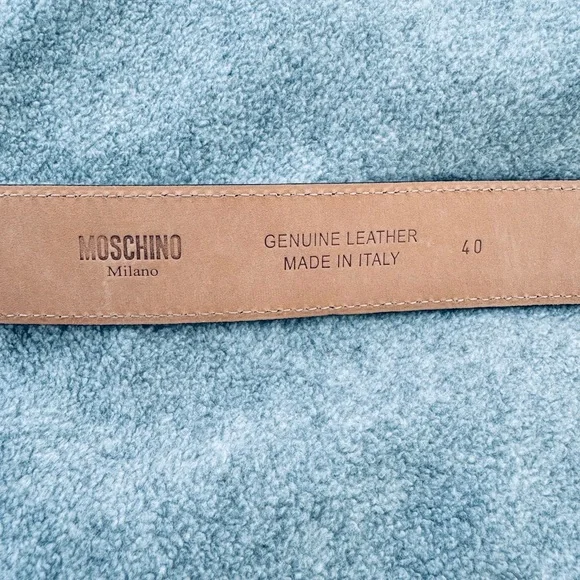 MOSCHINO
Milano
GENUINE LEATHER
MADE IN ITALY
40